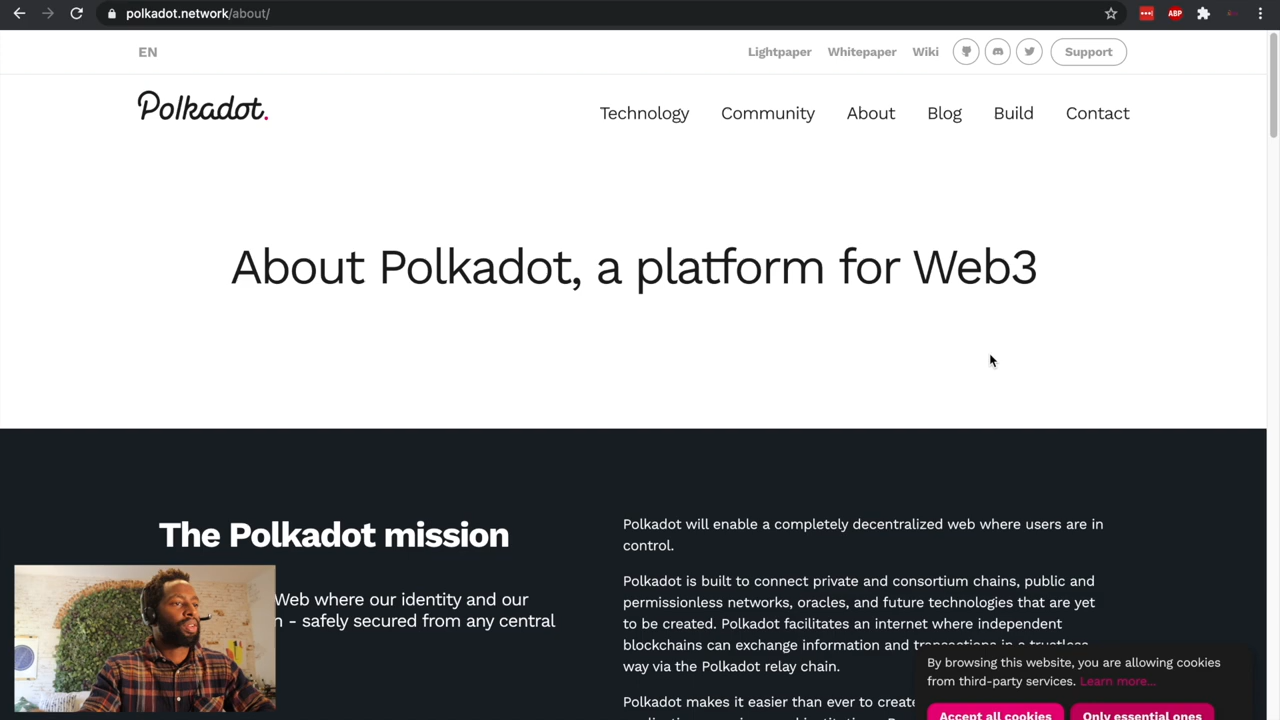 polkadot.network/about/
ABP
EN
Lightpaper Whitepaper Wiki Support
Polkadot.
Technology Community About Blog Build Contact
About Polkadot, a platform for Web3
The Polkadot mission
Web where our identity and our
- safely secured from any central
Polkadot will enable a completely decentralized web where users are in
control.
Polkadot is built to connect private and consortium chains, public and
permissionless networks, oracles, and future technologies that are yet
to be created. Polkadot facilitates an internet where independent
blockchains can exchange information and transactions in a trustless
way via the Polkadot relay chain.
Polkadot makes it easier than ever to create
By browsing this website, you are allowing cookies
from third-party services. Learn more...
Accept all cookies Only essential ones